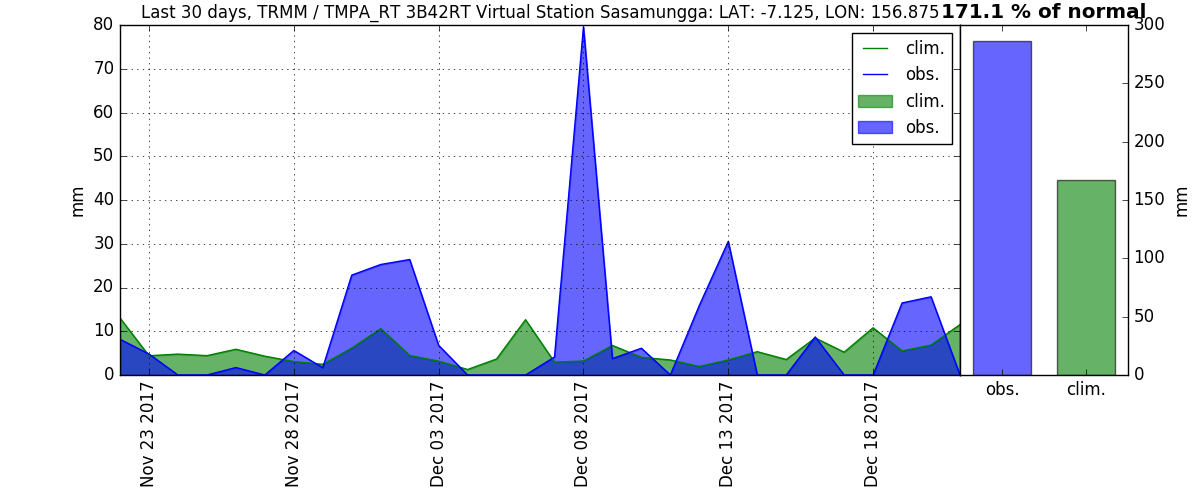 Last 30 days, TRMM / TMPA_RT 3B42RT Virtual Station Sasamungga: LAT: -7.125, LON: 156.875
171.1 % of normal
80
70
60
50
40
30
20
10
0
mm
clim.
obs.
clim.
obs.
300
250
200
150
100
50
0
mm
obs.
clim.
Nov 23 2017
Nov 28 2017
Dec 03 2017
Dec 08 2017
Dec 13 2017
Dec 18 2017